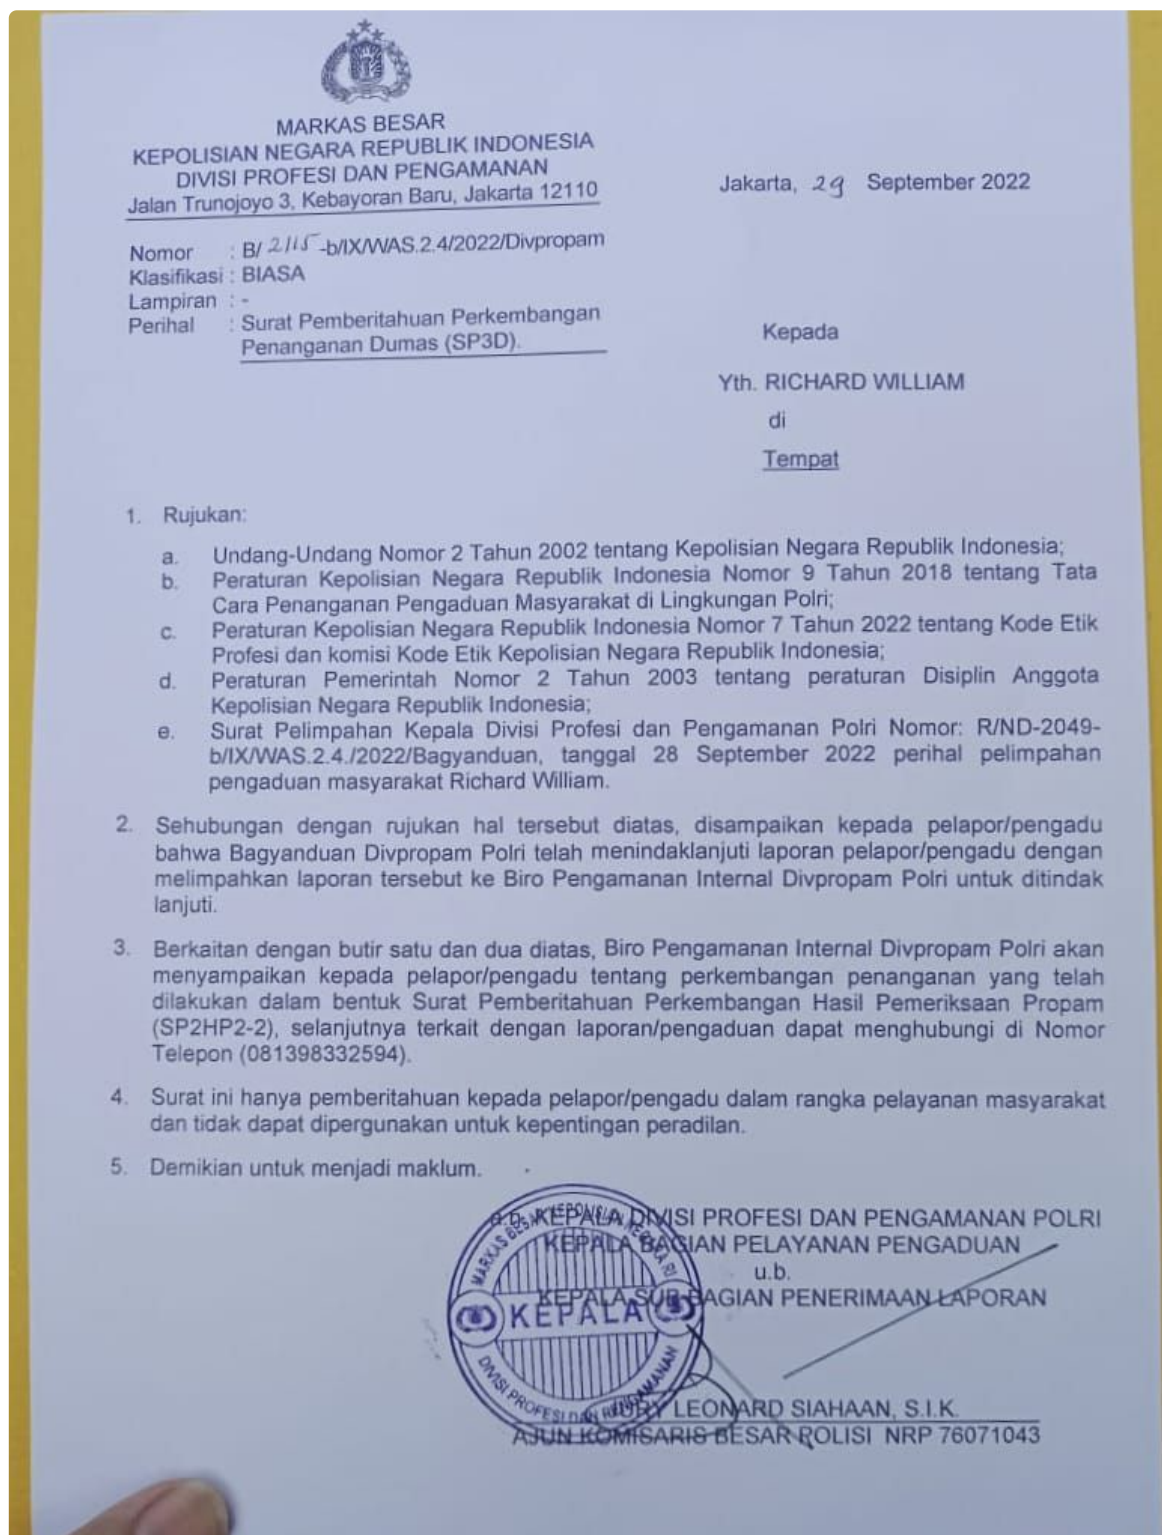 MARKAS BESAR
KEPOLISIAN NEGARA REPUBLIK INDONESIA
DIVISI PROFESI DAN PENGAMANAN
Jalan Trunojoyo 3, Kebayoran Baru, Jakarta 12110
Jakarta, 29 September 2022
Nomor : B/ 2115 -b/IX/WAS.2.4/2022/Divpropam
Klasifikasi : BIASA
Lampiran : -
Perihal : Surat Pemberitahuan Perkembangan
Penanganan Dumas (SP3D).
Kepada
Yth. RICHARD WILLIAM
di
Tempat
1. Rujukan:
a. Undang-Undang Nomor 2 Tahun 2002 tentang Kepolisian Negara Republik Indonesia;
b. Peraturan Kepolisian Negara Republik Indonesia Nomor 9 Tahun 2018 tentang Tata
Cara Penanganan Pengaduan Masyarakat di Lingkungan Polri;
c. Peraturan Kepolisian Negara Republik Indonesia Nomor 7 Tahun 2022 tentang Kode Etik
Profesi dan komisi Kode Etik Kepolisian Negara Republik Indonesia;
d. Peraturan Pemerintah Nomor 2 Tahun 2003 tentang peraturan Disiplin Anggota
Kepolisian Negara Republik Indonesia;
e. Surat Pelimpahan Kepala Divisi Profesi dan Pengamanan Polri Nomor: R/ND-2049-
b/IX/WAS.2.4./2022/Bagyanduan, tanggal 28 September 2022 perihal pelimpahan
pengaduan masyarakat Richard William.
2. Sehubungan dengan rujukan hal tersebut diatas, disampaikan kepada pelapor/pengadu
bahwa Bagyanduan Divpropam Polri telah menindaklanjuti laporan pelapor/pengadu dengan
melimpahkan laporan tersebut ke Biro Pengamanan Internal Divpropam Polri untuk ditindak
lanjuti.
3. Berkaitan dengan butir satu dan dua diatas, Biro Pengamanan Internal Divpropam Polri akan
menyampaikan kepada pelapor/pengadu tentang perkembangan penanganan yang telah
dilakukan dalam bentuk Surat Pemberitahuan Perkembangan Hasil Pemeriksaan Propam
(SP2HP2-2), selanjutnya terkait dengan laporan/pengaduan dapat menghubungi di Nomor
Telepon (081398332594).
4. Surat ini hanya pemberitahuan kepada pelapor/pengadu dalam rangka pelayanan masyarakat
dan tidak dapat dipergunakan untuk kepentingan peradilan.
5. Demikian untuk menjadi maklum.
KEPALA DIVISI PROFESI DAN PENGAMANAN POLRI
KEPALA BAGIAN PELAYANAN PENGADUAN
u.b.
KEPALA SUB BAGIAN PENERIMAAN LAPORAN
MARKAS BESAR KEPOLISIAN NEGARA RI
KEPALA
DIVISI PROFESI DAN PENGAMANAN
LEONARD SIAHAAN, S.I.K.
AJUN KOMISARIS BESAR POLISI NRP 76071043